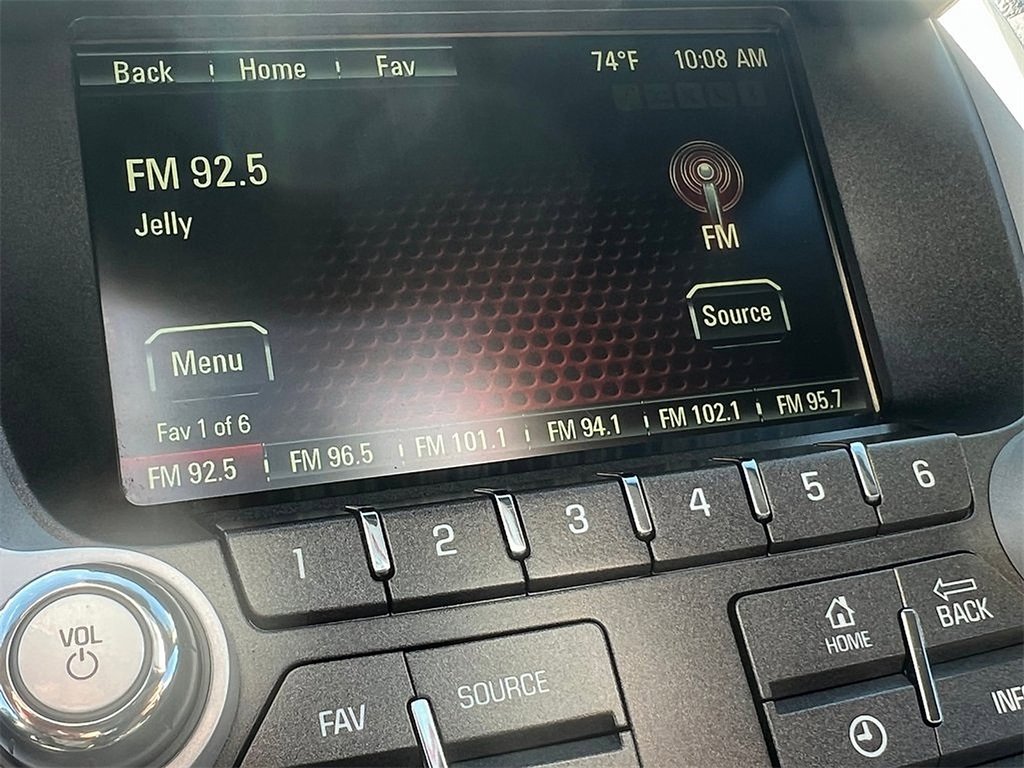 Back Home Fav 74°F 10:08 AM
FM 92.5
Jelly
FM
Source
Menu
Fav 1 of 6
FM 92.5 FM 96.5 FM 101.1 FM 94.1 FM 102.1 FM 95.7
1 2 3 4 5 6
VOL
HOME
BACK
FAV
SOURCE
INF